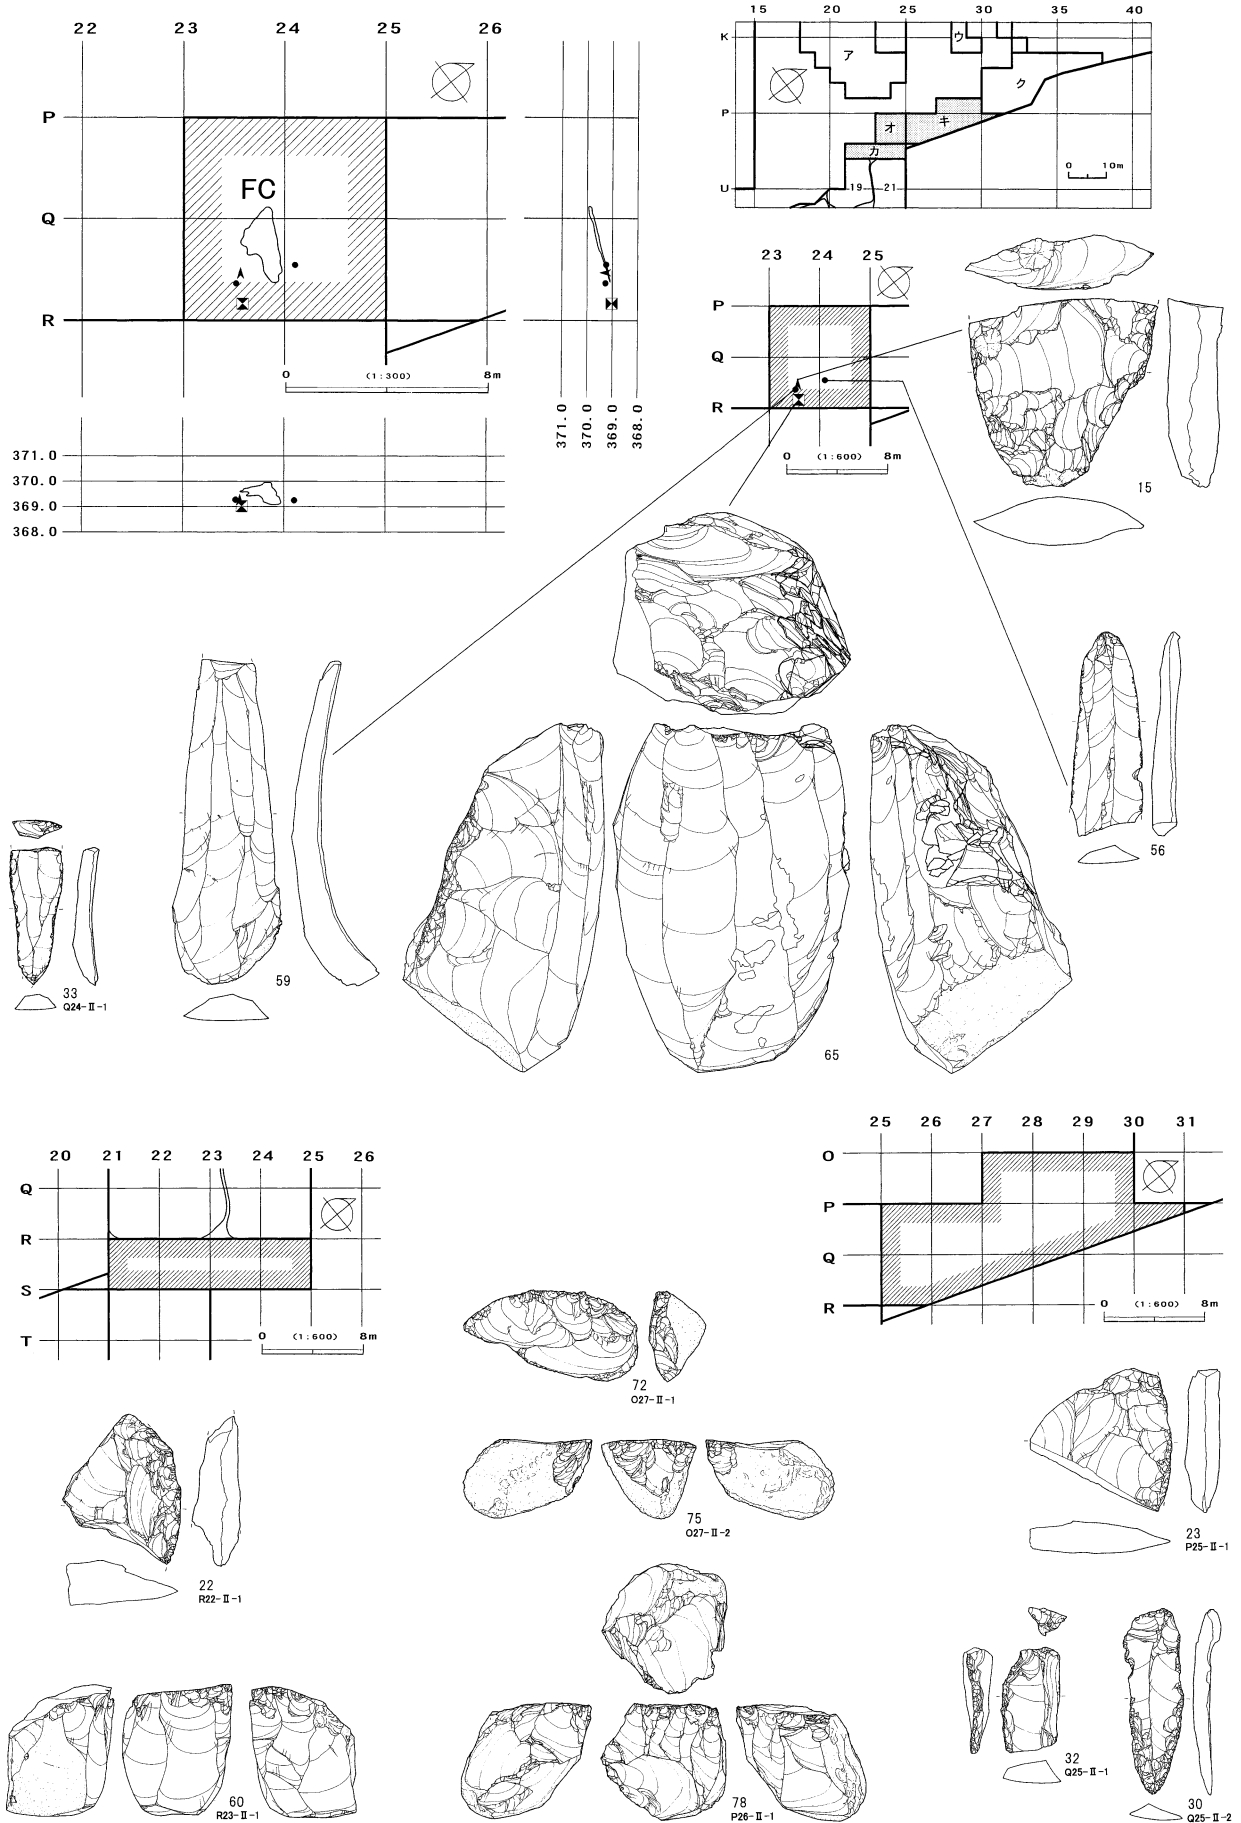 22 23 24 25 26
P
FC
Q
R
0 (1:300) 8m
371.0
370.0
369.0
368.0
371.0
370.0
369.0
368.0
15 20 25 30 35 40
K
ア
ウ
ク
P
オ
キ
カ
0 10m
U
19 21
23 24 25
P
Q
R
0 (1:600) 8m
15
56
59
33
Q24-Ⅱ-1
65
20 21 22 23 24 25 26
Q
R
S
T
0 (1:600) 8m
25 26 27 28 29 30 31
O
P
Q
R
0 (1:600) 8m
72
O27-Ⅱ-1
75
O27-Ⅱ-2
23
P25-Ⅱ-1
22
R22-Ⅱ-1
32
Q25-Ⅱ-1
30
Q25-Ⅱ-2
60
R23-Ⅱ-1
78
P26-Ⅱ-1